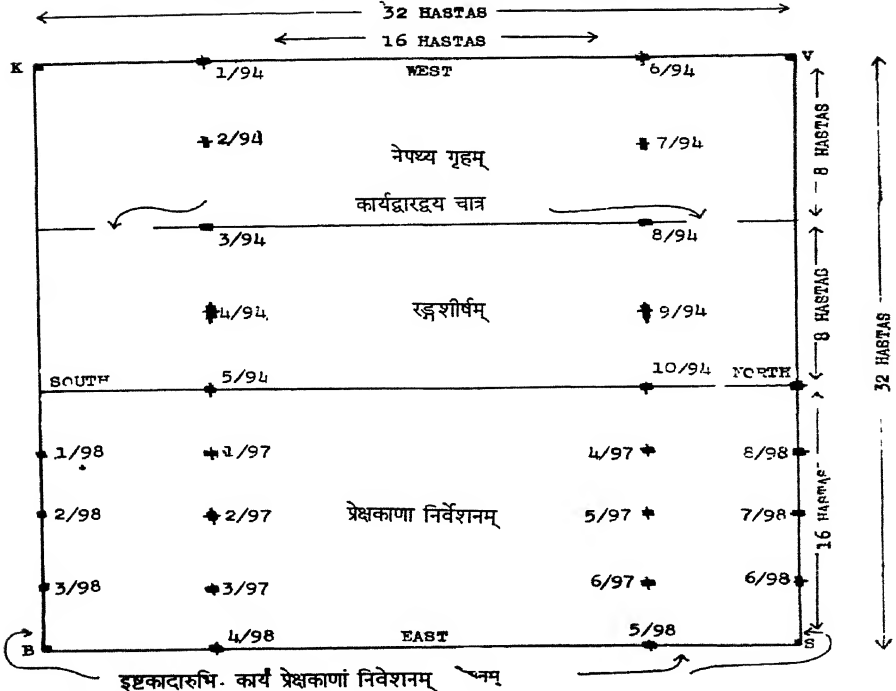 32 HASTAS
16 HASTAS
K 1/94 WEST 6/94 V
2/94 नेपथ्य गृहम् 7/94
8 HASTAS
कार्यद्वारद्वय चात्र
3/94 8/94
4/94 रङ्गशीर्षम् 9/94
8 HASTAS
32 HASTAS
SOUTH 5/94 10/94 NORTH
1/98 1/97 4/97 8/98
2/98 2/97 प्रेक्षकाणा निर्वेशनम् 5/97 7/98
16 HASTAS
3/98 3/97 6/97 6/98
B 4/98 EAST 5/98 S
इष्टकादारुभि. कार्यं प्रेक्षकाणां निवेशनम्